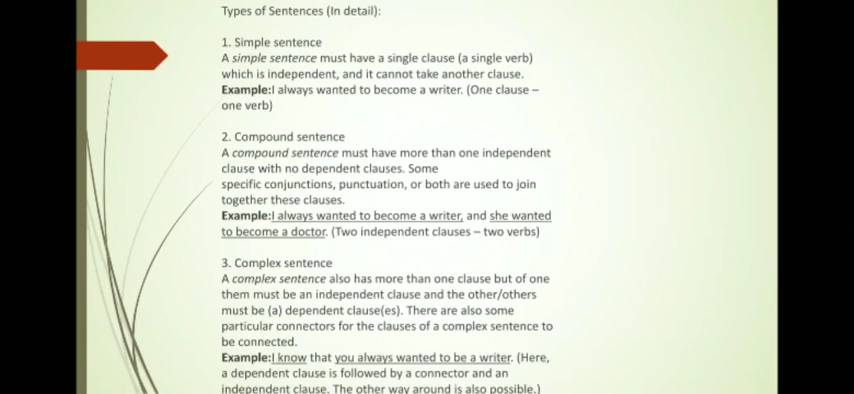 Types of Sentences (In detail):
1. Simple sentence
A simple sentence must have a single clause (a single verb)
which is independent, and it cannot take another clause.
Example:I always wanted to become a writer. (One clause –
one verb)
2. Compound sentence
A compound sentence must have more than one independent
clause with no dependent clauses. Some
specific conjunctions, punctuation, or both are used to join
together these clauses.
Example:I always wanted to become a writer, and she wanted
to become a doctor. (Two independent clauses – two verbs)
3. Complex sentence
A complex sentence also has more than one clause but of one
them must be an independent clause and the other/others
must be (a) dependent clause(es). There are also some
particular connectors for the clauses of a complex sentence to
be connected.
Example:I know that you always wanted to be a writer. (Here,
a dependent clause is followed by a connector and an
independent clause. The other way around is also possible.)